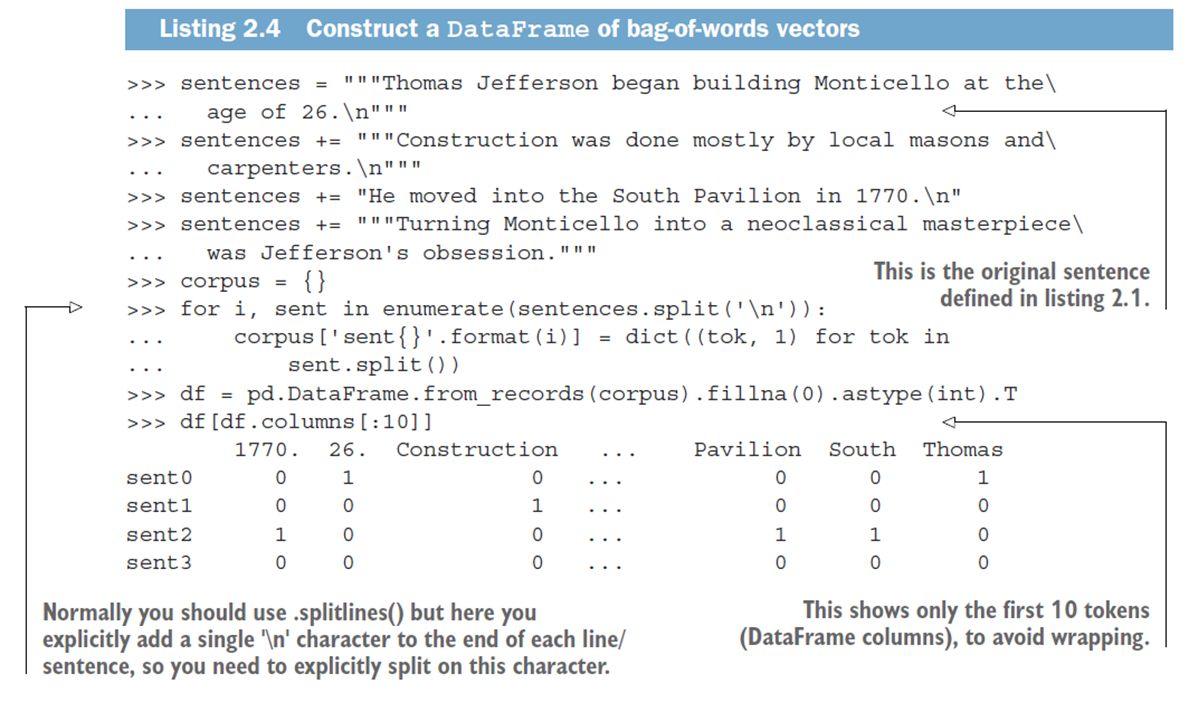 Listing 2.4 Construct a DataFrame of bag-of-words vectors
>>> sentences = """Thomas Jefferson began building Monticello at the\
... age of 26.\n"""
>>> sentences += """Construction was done mostly by local masons and\
... carpenters.\n"""
>>> sentences += "He moved into the South Pavilion in 1770.\n"
>>> sentences += """Turning Monticello into a neoclassical masterpiece\
... was Jefferson's obsession."""
>>> corpus = {}
This is the original sentence
defined in listing 2.1.
>>> for i, sent in enumerate(sentences.split('\n')):
... corpus['sent{}'.format(i)] = dict((tok, 1) for tok in
... sent.split())
>>> df = pd.DataFrame.from_records(corpus).fillna(0).astype(int).T
>>> df[df.columns[:10]]
1770. 26. Construction ... Pavilion South Thomas
sent0 0 1 0 ... 0 0 1
sent1 0 0 1 ... 0 0 0
sent2 1 0 0 ... 1 1 0
sent3 0 0 0 ... 0 0 0
Normally you should use .splitlines() but here you
explicitly add a single '\n' character to the end of each line/
sentence, so you need to explicitly split on this character.
This shows only the first 10 tokens
(DataFrame columns), to avoid wrapping.